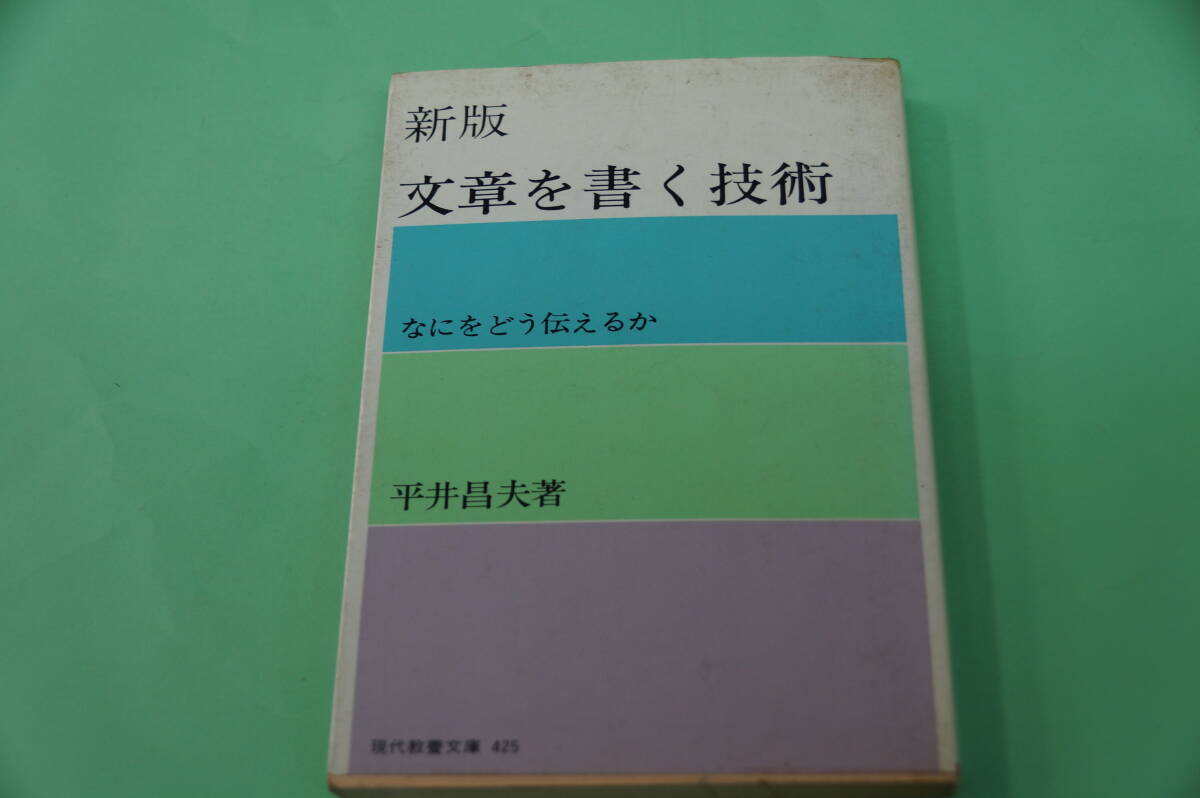 新版
文章を書く技術
なにをどう伝えるか
平井昌夫著
現代教養文庫 425